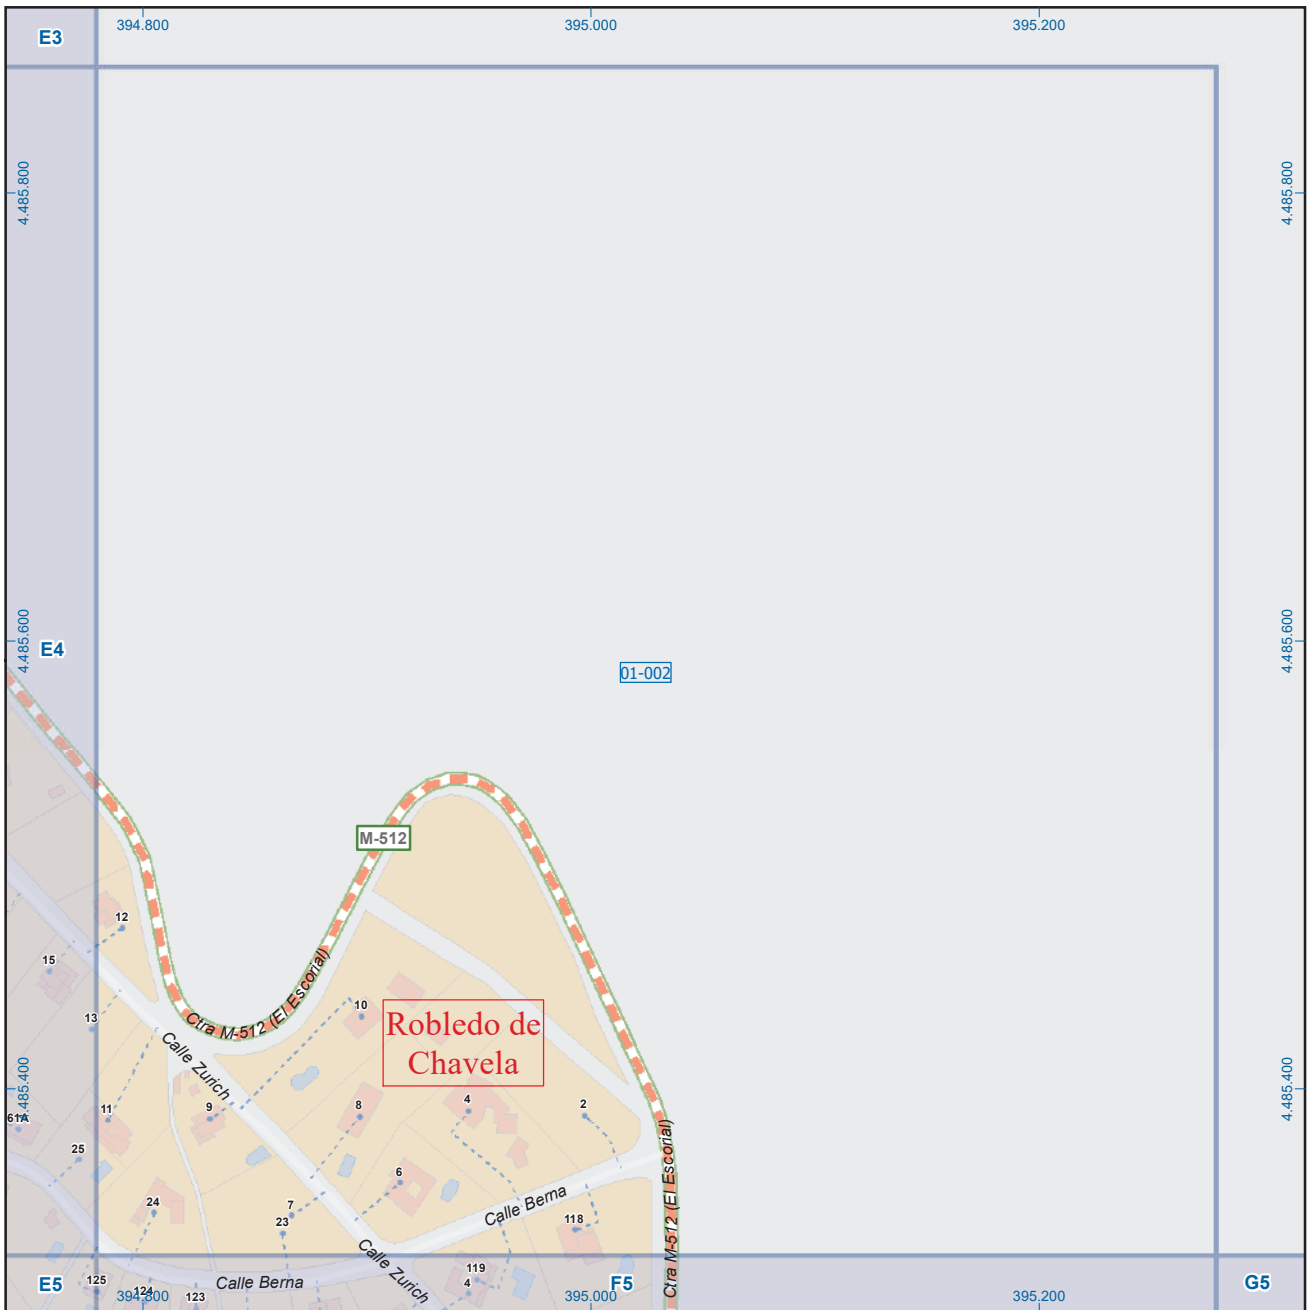 E3
394.800
395.000
395.200
4.485.800
4.485.800
4.485.600
4.485.600
E4
01-002
M-512
12
15
13
Ctra M-512 (El Escorial)
10
Robledo de
Chavela
Calle Zurich
4.485.400
4.485.400
61A
11
9
8
4
2
25
6
24
7
23
Calle Berna
118
Ctra M-512 (El Escorial)
E5
125
124
123
Calle Berna
Calle Zurich
119
4
F5
G5
394.800
395.000
395.200